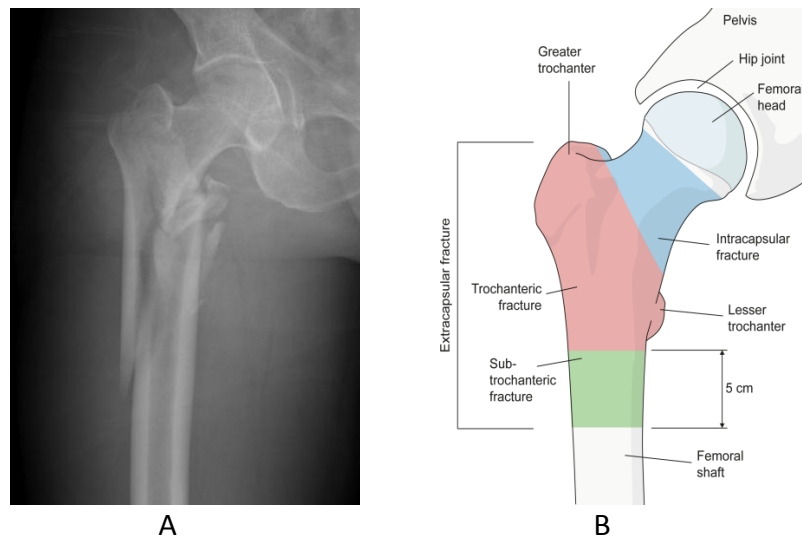 Pelvis
Greater
trochanter
Hip joint
Femoral
head
Extracapsular fracture
Intracapsular
fracture
Trochanteric
fracture
Lesser
trochanter
Sub-
trochanteric
fracture
5 cm
Femoral
shaft
A
B